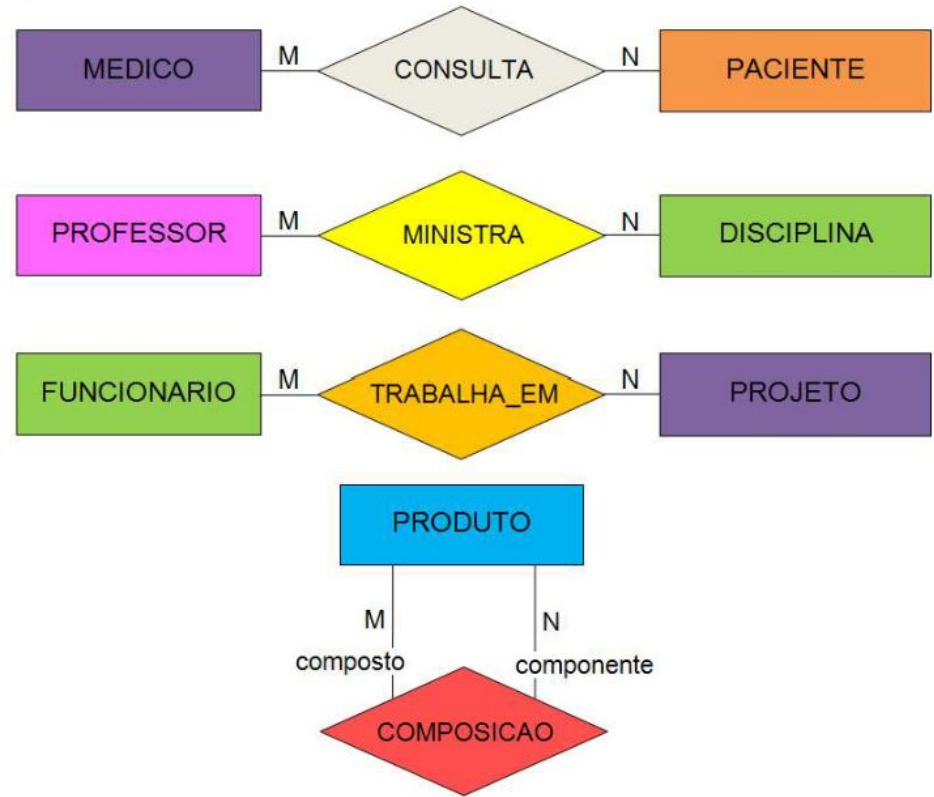 MEDICO M CONSULTA N PACIENTE
PROFESSOR M MINISTRA N DISCIPLINA
FUNCIONARIO M TRABALHA_EM N PROJETO
PRODUTO
M N
composto componente
COMPOSICAO